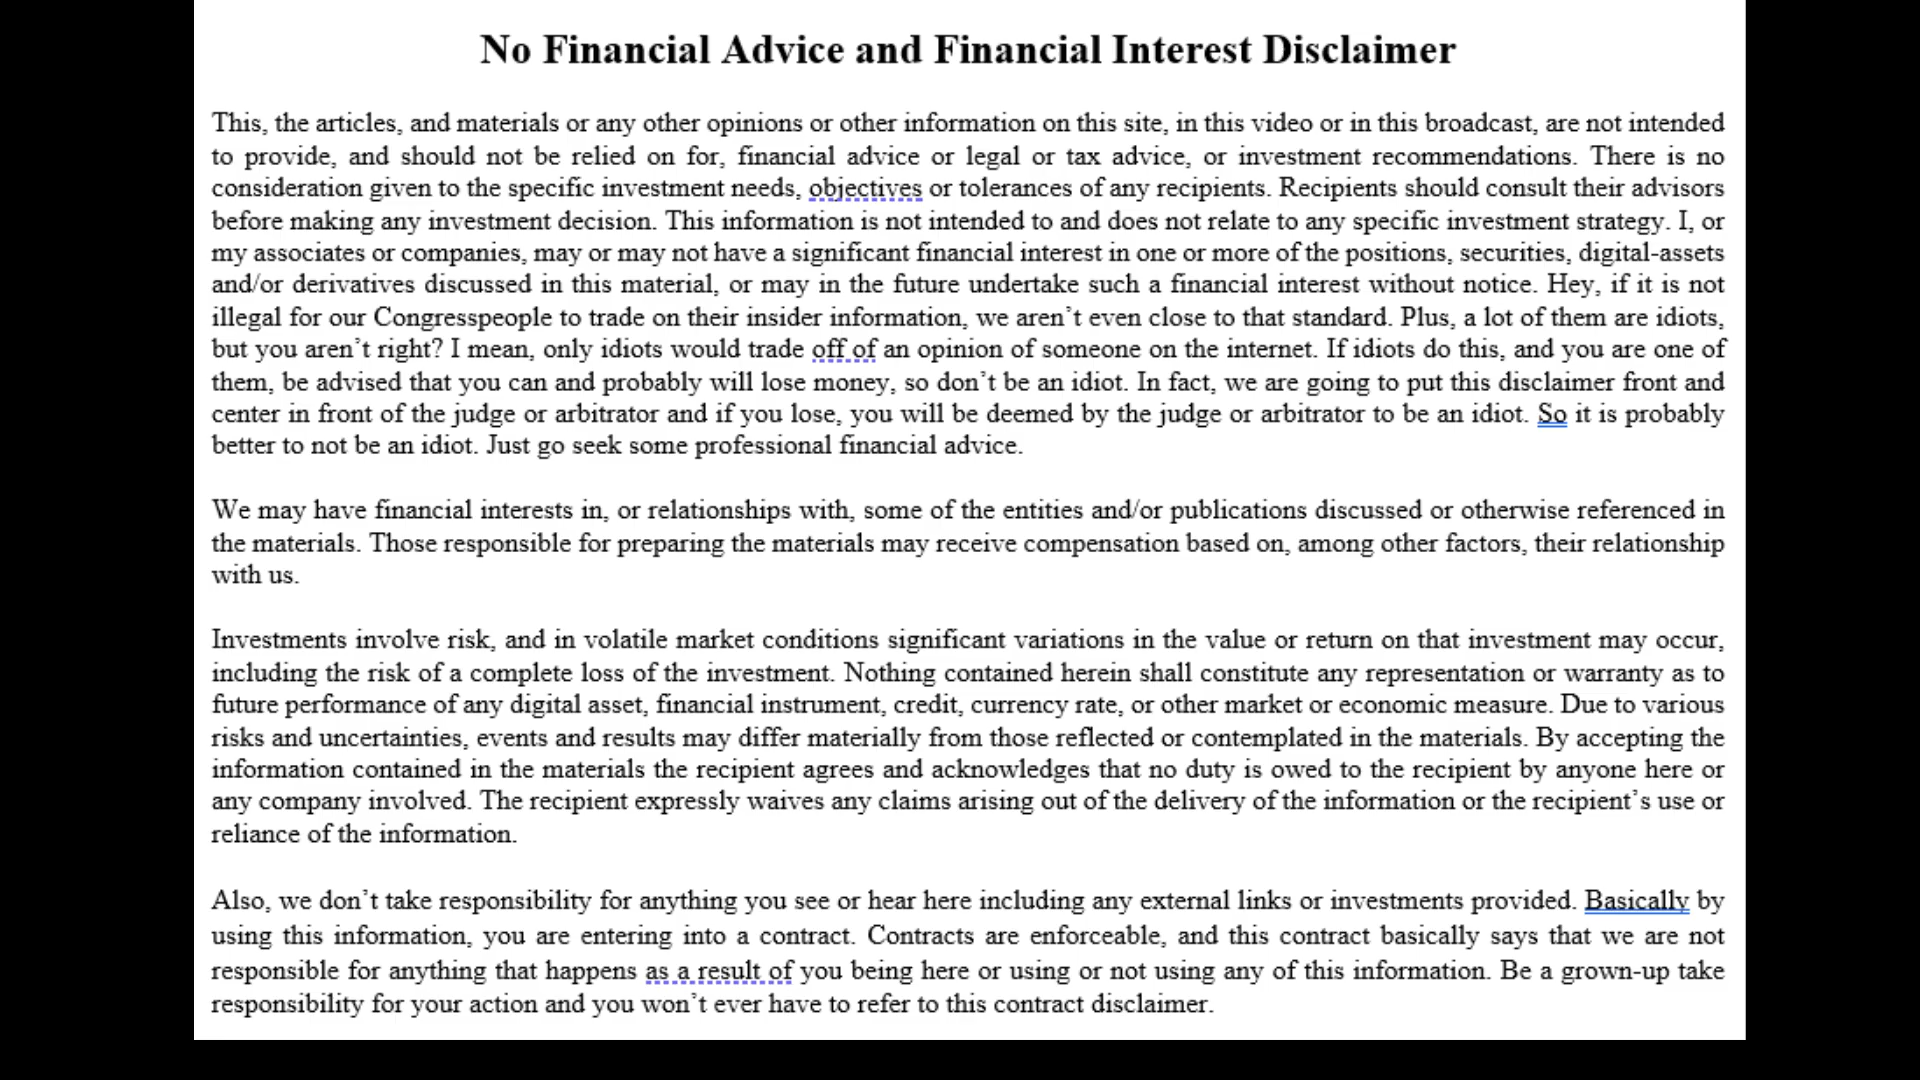 No Financial Advice and Financial Interest Disclaimer
This, the articles, and materials or any other opinions or other information on this site, in this video or in this broadcast, are not intended
to provide, and should not be relied on for, financial advice or legal or tax advice, or investment recommendations. There is no
consideration given to the specific investment needs, objectives or tolerances of any recipients. Recipients should consult their advisors
before making any investment decision. This information is not intended to and does not relate to any specific investment strategy. I, or
my associates or companies, may or may not have a significant financial interest in one or more of the positions, securities, digital-assets
and/or derivatives discussed in this material, or may in the future undertake such a financial interest without notice. Hey, if it is not
illegal for our Congresspeople to trade on their insider information, we aren't even close to that standard. Plus, a lot of them are idiots,
but you aren't right? I mean, only idiots would trade off of an opinion of someone on the internet. If idiots do this, and you are one of
them, be advised that you can and probably will lose money, so don't be an idiot. In fact, we are going to put this disclaimer front and
center in front of the judge or arbitrator and if you lose, you will be deemed by the judge or arbitrator to be an idiot. So it is probably
better to not be an idiot. Just go seek some professional financial advice.
We may have financial interests in, or relationships with, some of the entities and/or publications discussed or otherwise referenced in
the materials. Those responsible for preparing the materials may receive compensation based on, among other factors, their relationship
with us.
Investments involve risk, and in volatile market conditions significant variations in the value or return on that investment may occur,
including the risk of a complete loss of the investment. Nothing contained herein shall constitute any representation or warranty as to
future performance of any digital asset, financial instrument, credit, currency rate, or other market or economic measure. Due to various
risks and uncertainties, events and results may differ materially from those reflected or contemplated in the materials. By accepting the
information contained in the materials the recipient agrees and acknowledges that no duty is owed to the recipient by anyone here or
any company involved. The recipient expressly waives any claims arising out of the delivery of the information or the recipient's use or
reliance of the information.
Also, we don't take responsibility for anything you see or hear here including any external links or investments provided. Basically by
using this information, you are entering into a contract. Contracts are enforceable, and this contract basically says that we are not
responsible for anything that happens as a result of you being here or using or not using any of this information. Be a grown-up take
responsibility for your action and you won't ever have to refer to this contract disclaimer.